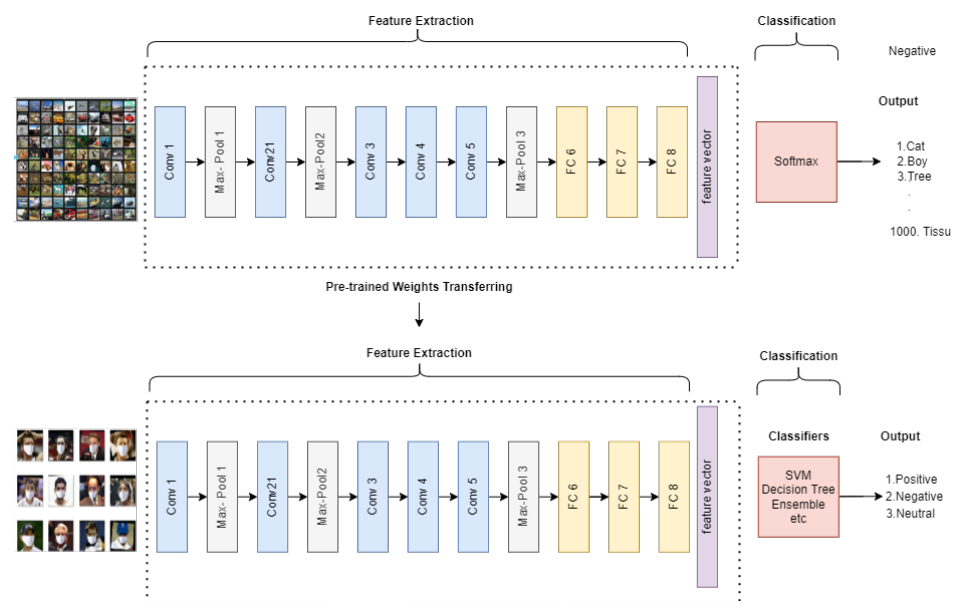 Feature Extraction
Classification
Negative
Output
Conv 1
Max- Pool 1
Conv21
Max-Pool2
Conv 3
Conv 4
Conv 5
Max- Pool 3
FC 6
FC 7
FC 8
feature vector
Softmax
1.Cat
2.Boy
3.Tree
.
.
1000. Tissu
Pre-trained Weights Transferring
Feature Extraction
Classification
Classifiers
Output
Conv 1
Max- Pool 1
Conv21
Max-Pool2
Conv 3
Conv 4
Conv 5
Max- Pool 3
FC 6
FC 7
FC 8
feature vector
SVM
Decision Tree
Ensemble
etc
1.Positive
2.Negative
3.Neutral